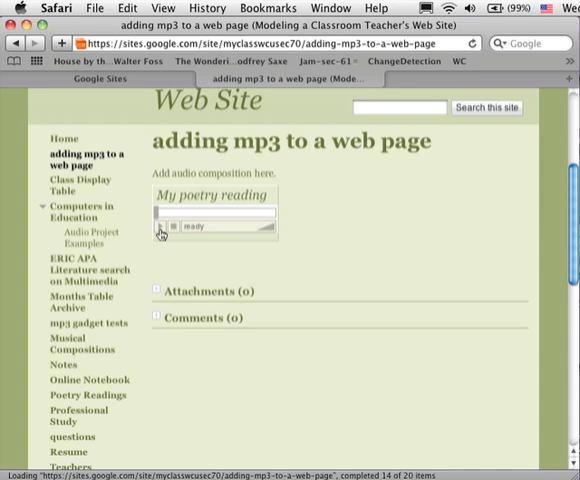 Safari File Edit View History Bookmarks Window Help (99%) Wed
adding mp3 to a web page (Modeling a Classroom Teacher's Web Site)
https://sites.google.com/site/myclasswcusec70/adding-mp3-to-a-web-page
Google
House by th...Walter Foss The Wonderi...odfrey Saxe Jam-sec-61 ChangeDetection WC
Google Sites adding mp3 to a web page (Mode...
Web Site
Search this site
adding mp3 to a web page
Add audio composition here.
My poetry reading
ready
Attachments (0)
Comments (0)
Home
adding mp3 to a
web page
Class Display
Table
Computers in
Education
Audio Project
Examples
ERIC APA
Literature search
on Multimedia
Months Table
Archive
mp3 gadget tests
Musical
Compositions
Notes
Online Notebook
Poetry Readings
Professional
Study
questions
Resume
Teachers
Loading "https://sites.google.com/site/myclasswcusec70/adding-mp3-to-a-web-page", completed 14 of 20 items